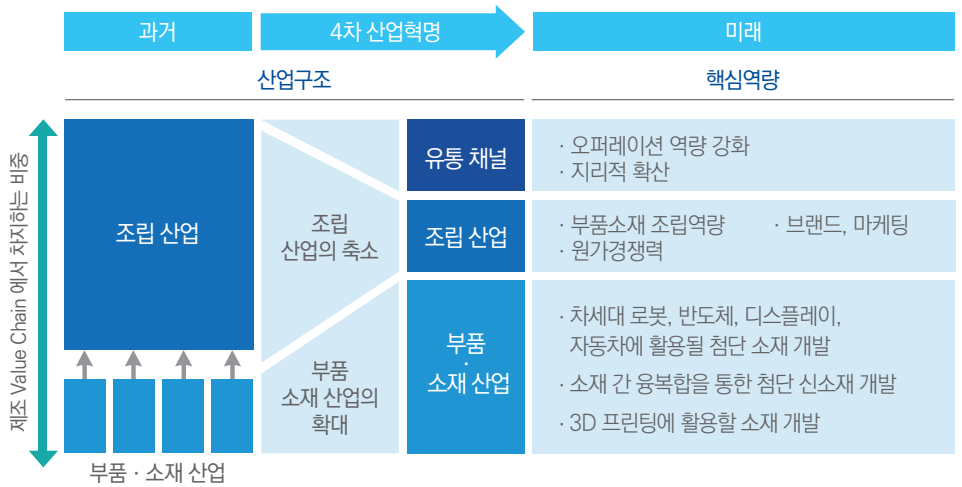 과거
4차 산업혁명
미래
산업구조
핵심역량
제조 Value Chain 에서 차지하는 비중
조립 산업
부품 · 소재 산업
조립
산업의 축소
부품
소재 산업의
확대
유통 채널
· 오퍼레이션 역량 강화
· 지리적 확산
조립 산업
· 부품소재 조립역량 · 브랜드, 마케팅
· 원가경쟁력
부품
·
소재 산업
· 차세대 로봇, 반도체, 디스플레이,
자동차에 활용될 첨단 소재 개발
· 소재 간 융복합을 통한 첨단 신소재 개발
· 3D 프린팅에 활용할 소재 개발